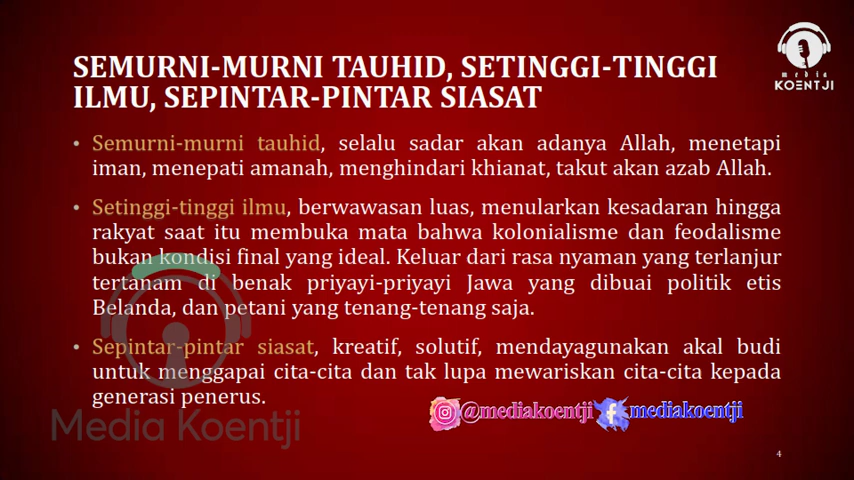 media
KOENTJI
SEMURNI-MURNI TAUHID, SETINGGI-TINGGI
ILMU, SEPINTAR-PINTAR SIASAT
• Semurni-murni tauhid, selalu sadar akan adanya Allah, menetapi
iman, menepati amanah, menghindari khianat, takut akan azab Allah.
• Setinggi-tinggi ilmu, berwawasan luas, menularkan kesadaran hingga
rakyat saat itu membuka mata bahwa kolonialisme dan feodalisme
bukan kondisi final yang ideal. Keluar dari rasa nyaman yang terlanjur
tertanam di benak priyayi-priyayi Jawa yang dibuai politik etis
Belanda, dan petani yang tenang-tenang saja.
• Sepintar-pintar siasat, kreatif, solutif, mendayagunakan akal budi
untuk menggapai cita-cita dan tak lupa mewariskan cita-cita kepada
generasi penerus.
@mediakoentji mediakoentji
Media Koentji
4